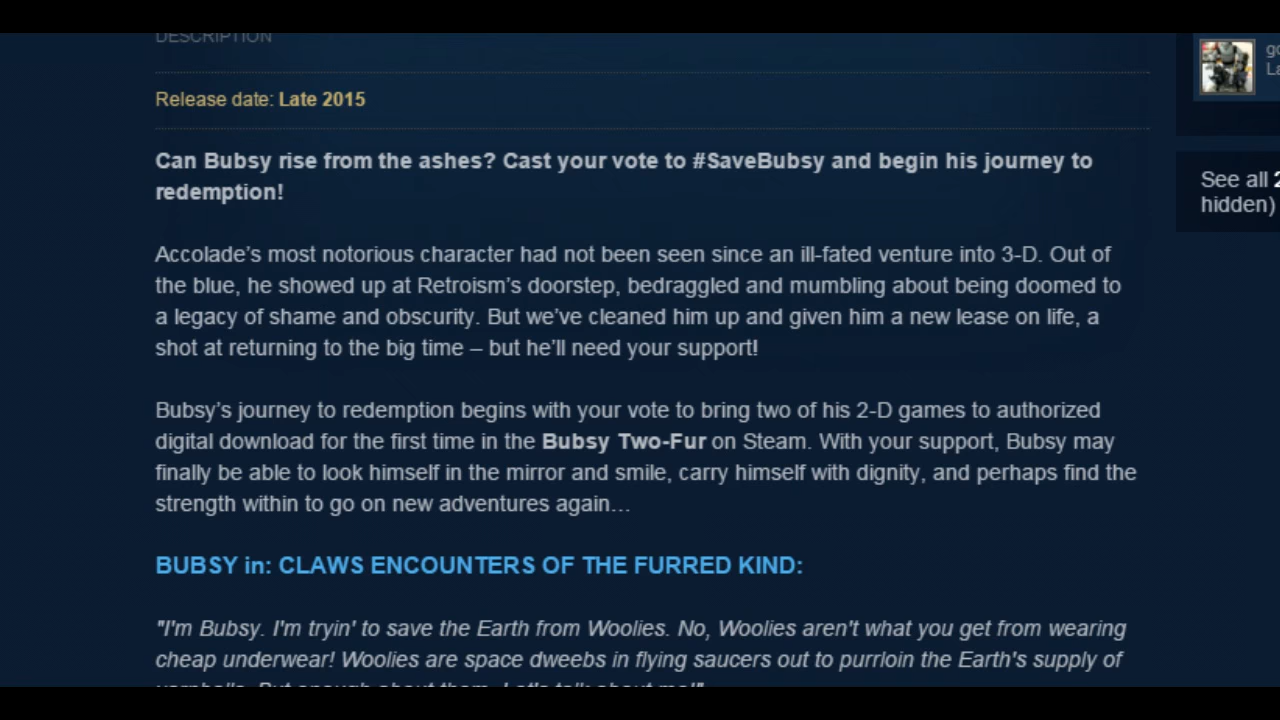 DESCRIPTION
Release date: Late 2015
Can Bubsy rise from the ashes? Cast your vote to #SaveBubsy and begin his journey to
redemption!
Accolade’s most notorious character had not been seen since an ill-fated venture into 3-D. Out of
the blue, he showed up at Retroism’s doorstep, bedraggled and mumbling about being doomed to
a legacy of shame and obscurity. But we’ve cleaned him up and given him a new lease on life, a
shot at returning to the big time – but he’ll need your support!
Bubsy’s journey to redemption begins with your vote to bring two of his 2-D games to authorized
digital download for the first time in the Bubsy Two-Fur on Steam. With your support, Bubsy may
finally be able to look himself in the mirror and smile, carry himself with dignity, and perhaps find the
strength within to go on new adventures again…
BUBSY in: CLAWS ENCOUNTERS OF THE FURRED KIND:
"I'm Bubsy. I'm tryin' to save the Earth from Woolies. No, Woolies aren't what you get from wearing
cheap underwear! Woolies are space dweebs in flying saucers out to purrloin the Earth's supply of
yarnballs. But enough about them. Let's talk about me!"
See all
hidden)